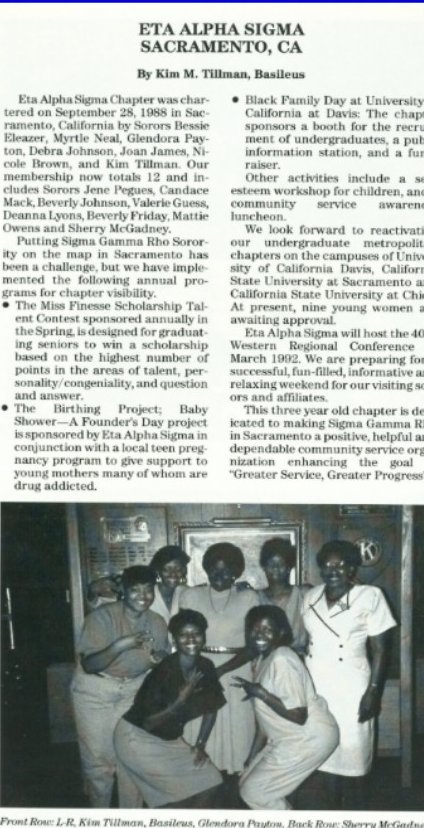 ETA ALPHA SIGMA
SACRAMENTO, CA
By Kim M. Tillman, Basileus
Eta Alpha Sigma Chapter was char-
tered on September 28, 1988 in Sac-
ramento, California by Sorors Bessie
Eleazer, Myrtle Neal, Glendora Pay-
ton, Debra Johnson, Joan James, Ni-
cole Brown, and Kim Tillman. Our
membership now totals 12 and in-
cludes Sorors Jene Pegues, Candace
Mack, Beverly Johnson, Valerie Guess,
Deanna Lyons, Beverly Friday, Mattie
Owens and Sherry McGadney.
Putting Sigma Gamma Rho Soror-
ity on the map in Sacramento has
been a challenge, but we have imple-
mented the following annual pro-
grams for chapter visibility.
• The Miss Finesse Scholarship Tal-
ent Contest sponsored annually in
the Spring, is designed for graduat-
ing seniors to win a scholarship
based on the highest number of
points in the areas of talent, per-
sonality/congeniality, and question
and answer.
• The Birthing Project; Baby
Shower—A Founder's Day project
is sponsored by Eta Alpha Sigma in
conjunction with a local teen preg-
nancy program to give support to
young mothers many of whom are
drug addicted.
• Black Family Day at University
California at Davis: The chapt
sponsors a booth for the recru
ment of undergraduates, a pub
information station, and a fun
raiser.
Other activities include a se
esteem workshop for children, and
community service awarene
luncheon.
We look forward to reactivati
our undergraduate metropolit
chapters on the campuses of Unive
sity of California Davis, Californ
State University at Sacramento a
California State University at Chi
At present, nine young women a
awaiting approval.
Eta Alpha Sigma will host the 40
Western Regional Conference
March 1992. We are preparing for
successful, fun-filled, informative a
relaxing weekend for our visiting so
ors and affiliates.
This three year old chapter is de
icated to making Sigma Gamma R
in Sacramento a positive, helpful a
dependable community service org
nization enhancing the goal
"Greater Service, Greater Progress"
Front Row: L-R, Kim Tillman, Basileus, Glendora Payton. Back Row: Sherry McGadne